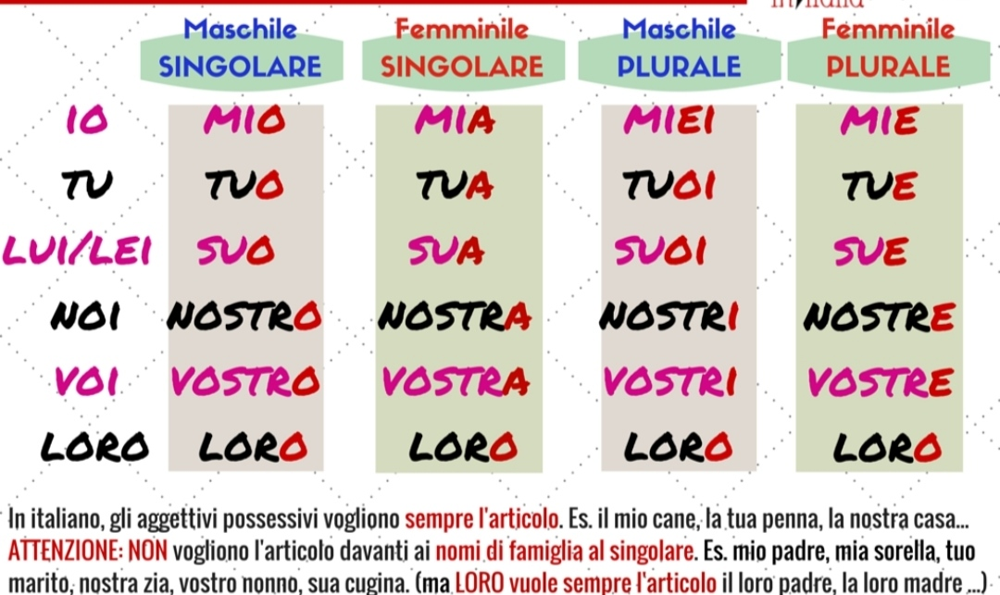 Maschile Femminile Maschile Femminile
SINGOLARE SINGOLARE PLURALE PLURALE
IO MIO MIA MIEI MIE
TU TUO TUA TUOI TUE
LUI/LEI SUO SUA SUOI SUE
NOI NOSTRO NOSTRA NOSTRI NOSTRE
VOI VOSTRO VOSTRA VOSTRI VOSTRE
LORO LORO LORO LORO LORO
In italiano, gli aggettivi possessivi vogliono sempre l'articolo. Es. il mio cane, la tua penna, la nostra casa...
ATTENZIONE: NON vogliono l'articolo davanti ai nomi di famiglia al singolare. Es. mio padre, mia sorella, tuo
marito, nostra zia, vostro nonno, sua cugina. (ma LORO vuole sempre l'articolo il loro padre, la loro madre ...)